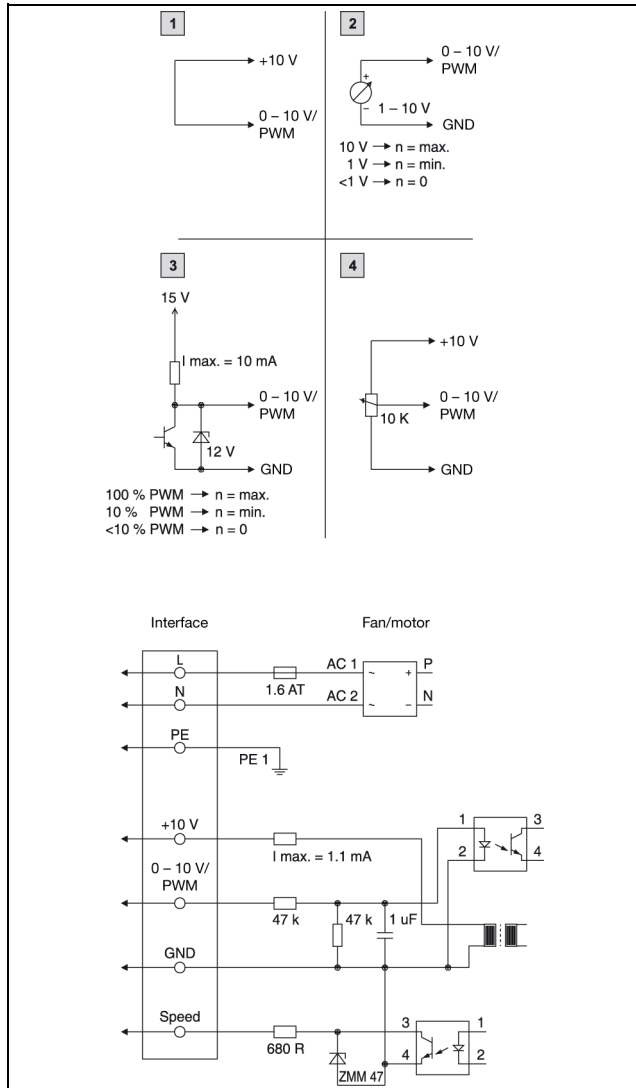 1
+10 V
0 – 10 V/
PWM
2
0 – 10 V/
PWM
+
–
1 – 10 V
GND
10 V → n = max.
1 V → n = min.
<1 V → n = 0
3
15 V
I max. = 10 mA
0 – 10 V/
PWM
12 V
GND
100 % PWM → n = max.
10 % PWM → n = min.
<10 % PWM → n = 0
4
+10 V
0 – 10 V/
PWM
10 K
GND
Interface
Fan/motor
L
1.6 AT
AC 1
~
+
P
N
AC 2
~
–
N
PE
PE 1
+10 V
I max. = 1.1 mA
1
2
3
4
0 – 10 V/
PWM
47 k
47 k
1 uF
GND
Speed
680 R
ZMM 47
3
4
1
2